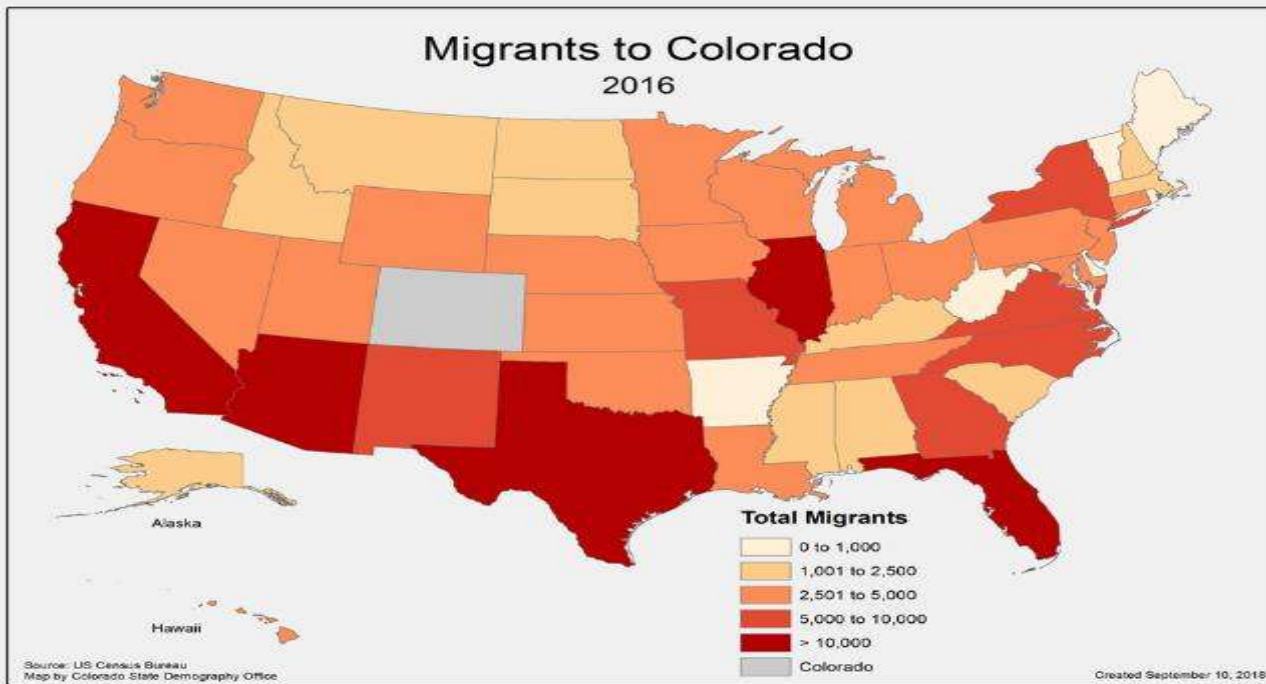 Migrants to Colorado
2016
Alaska
Hawaii
Total Migrants
0 to 1,000
1,001 to 2,500
2,501 to 5,000
5,000 to 10,000
> 10,000
Colorado
Source: US Census Bureau
Map by Colorado State Demography Office
Created September 10, 2018